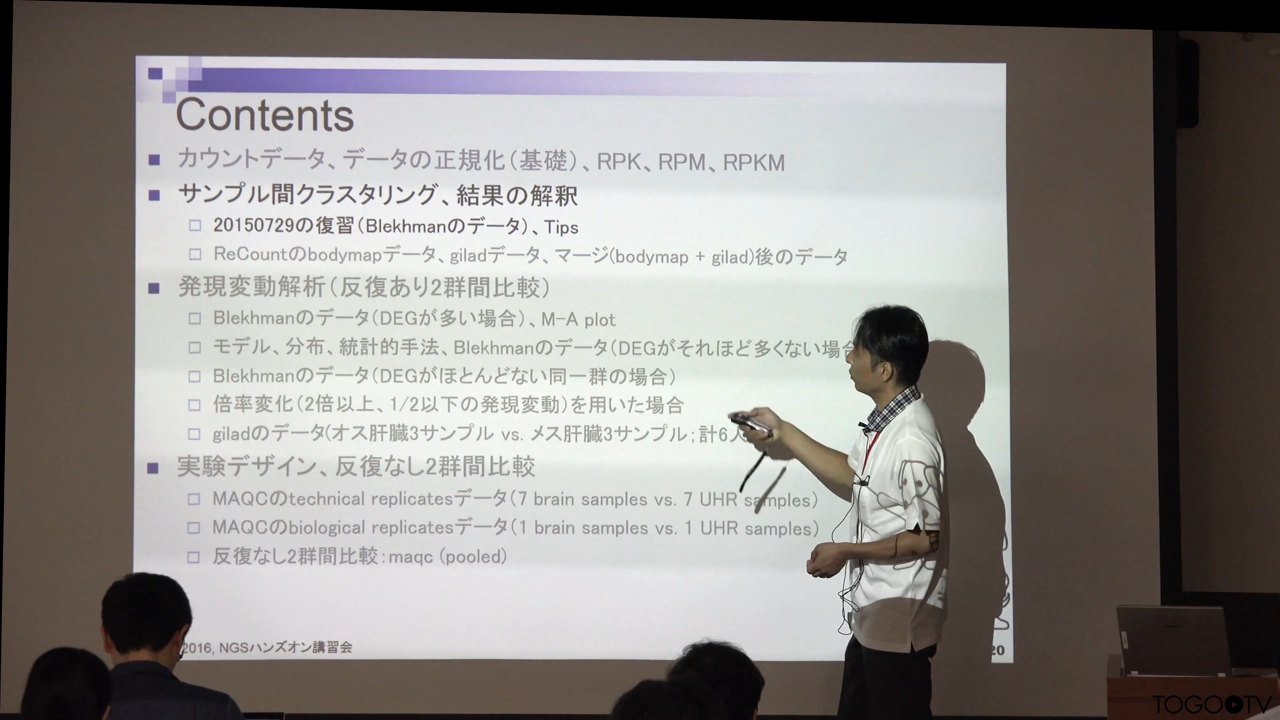 Contents
カウントデータ、データの正規化（基礎）、RPK、RPM、RPKM
サンプル間クラスタリング、結果の解釈
20150729の復習（Blekhmanのデータ）、Tips
ReCountのbodymapデータ、giladデータ、マージ(bodymap + gilad)後のデータ
発現変動解析（反復あり2群間比較）
Blekhmanのデータ（DEGが多い場合）、M-A plot
モデル、分布、統計的手法、Blekhmanのデータ（DEGがそれほど多くない場合
Blekhmanのデータ（DEGがほとんどない同一群の場合）
倍率変化（2倍以上、1/2以下の発現変動）を用いた場合
giladのデータ(オス肝臓3サンプル vs. メス肝臓3サンプル；計6人
実験デザイン、反復なし2群間比較
MAQCのtechnical replicatesデータ（7 brain samples vs. 7 UHR samples）
MAQCのbiological replicatesデータ（1 brain samples vs. 1 UHR samples）
反復なし2群間比較：maqc (pooled)
2016, NGSハンズオン講習会
20
TOGOTV